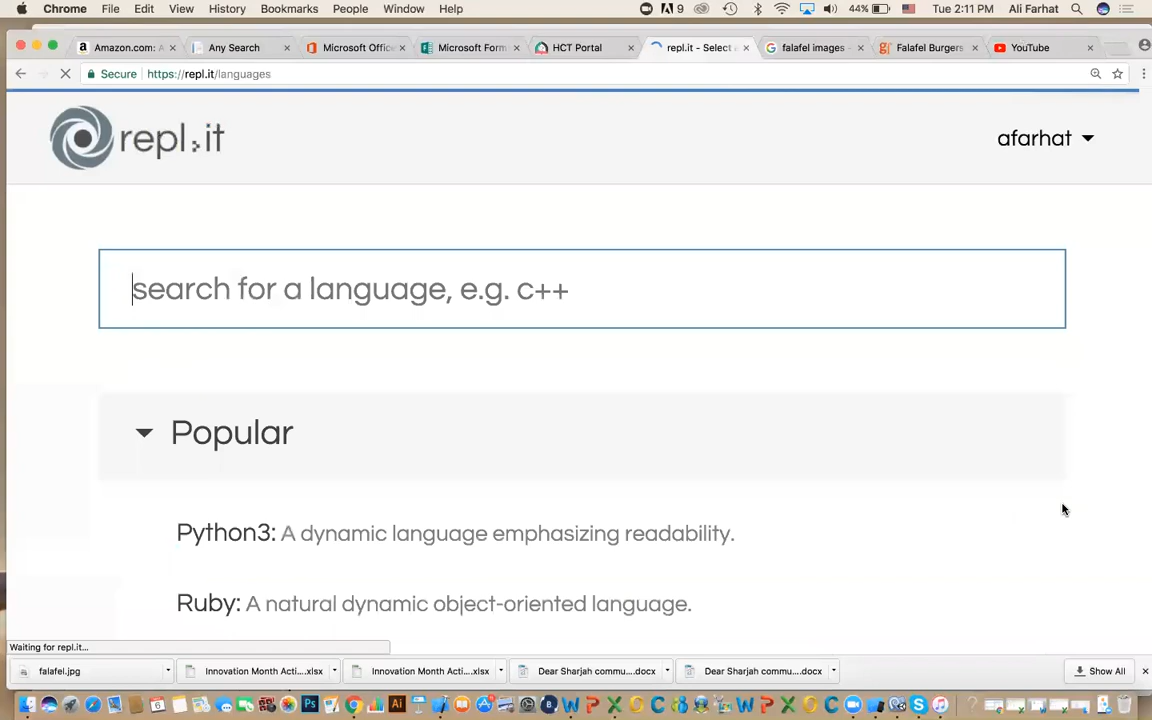 Chrome File Edit View History Bookmarks People Window Help 9 44% Tue 2:11 PM Ali Farhat
Amazon.com: A Any Search Microsoft Offic Microsoft Form HCT Portal repl.it - Select a falafel images - Falafel Burgers YouTube
Secure https://repl.it/languages
repl.it afarhat
search for a language, e.g. c++
Popular
Python3: A dynamic language emphasizing readability.
Ruby: A natural dynamic object-oriented language.
Waiting for repl.it...
falafel.jpg Innovation Month Acti....xlsx Innovation Month Acti....xlsx Dear Sharjah commu....docx Dear Sharjah commu....docx Show All